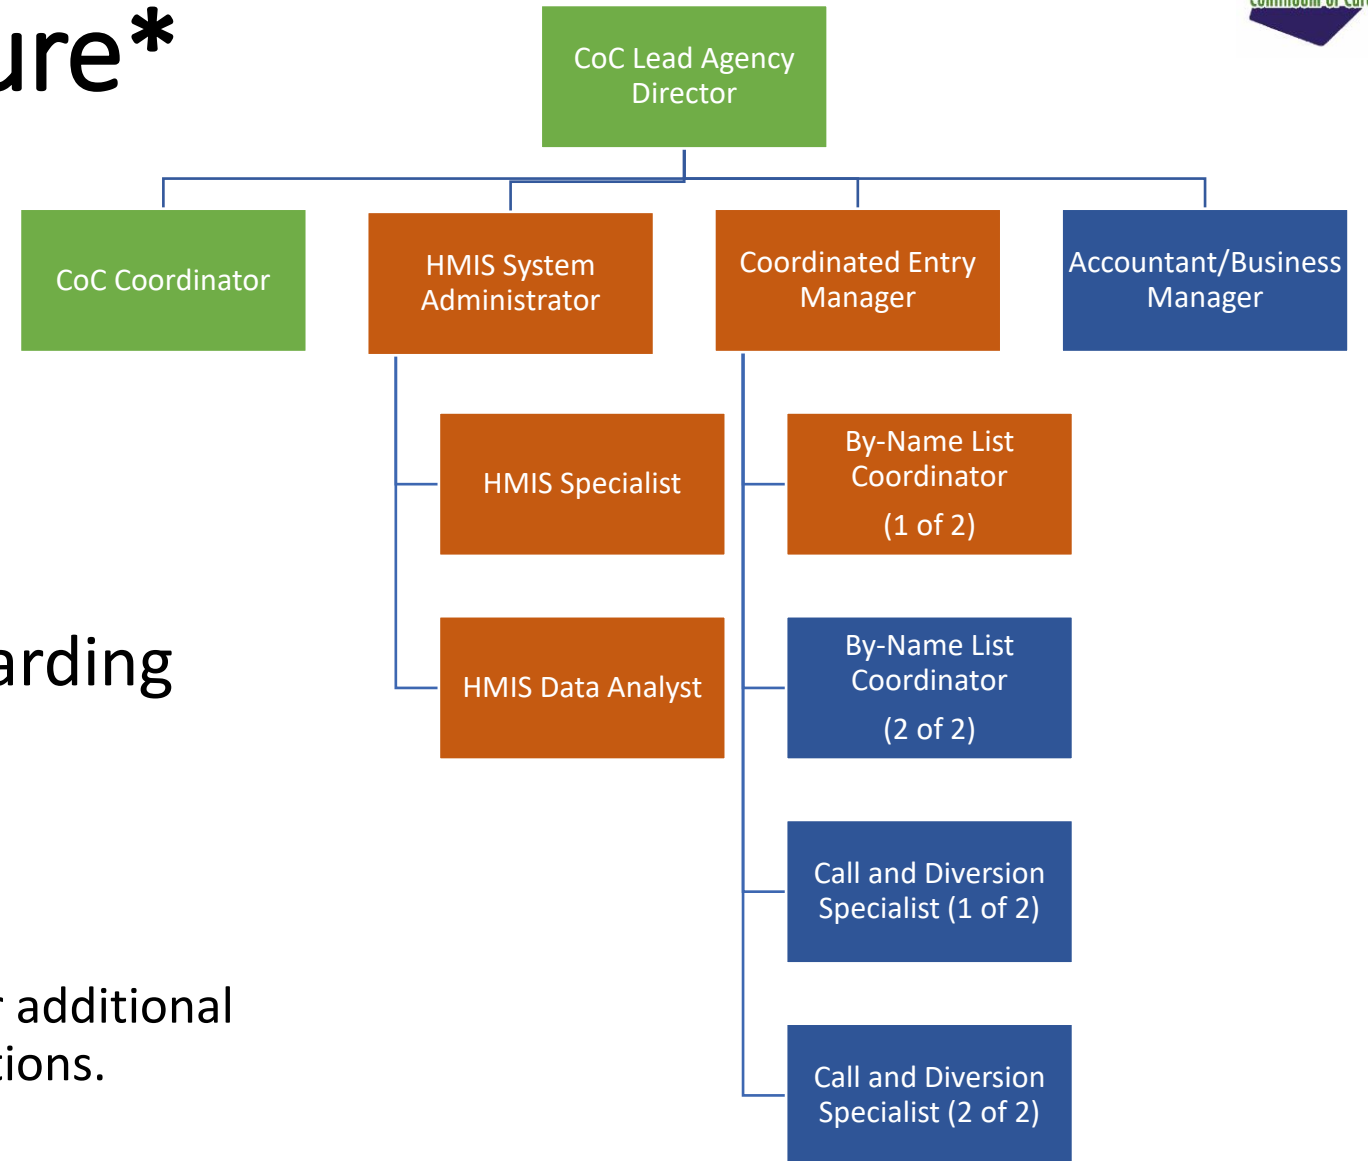 ure*
CoC Lead Agency
Director
CoC Coordinator
HMIS System
Administrator
Coordinated Entry
Manager
Accountant/Business
Manager
HMIS Specialist
By-Name List
Coordinator
(1 of 2)
arding
HMIS Data Analyst
By-Name List
Coordinator
(2 of 2)
Call and Diversion
Specialist (1 of 2)
r additional
tions.
Call and Diversion
Specialist (2 of 2)